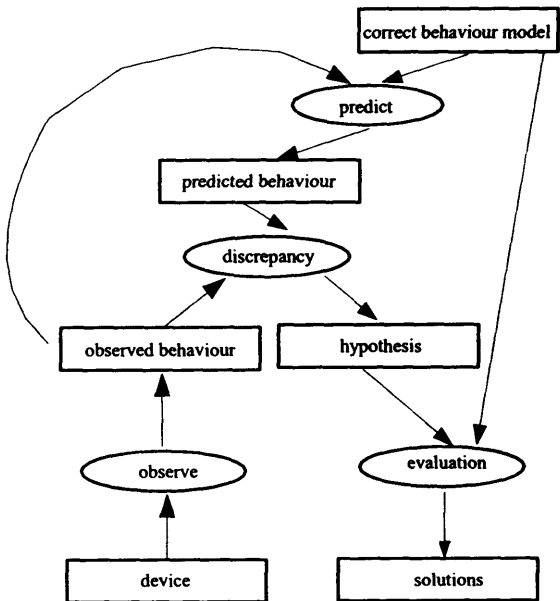 correct behaviour model
predict
predicted behaviour
discrepancy
observed behaviour
hypothesis
observe
evaluation
device
solutions